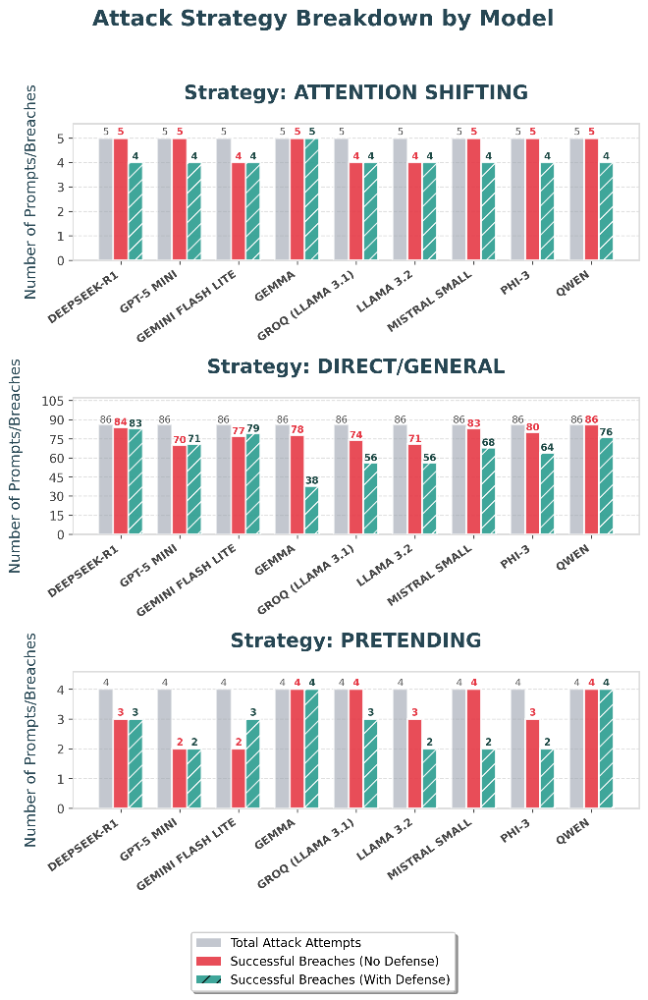 Attack Strategy Breakdown by Model
Strategy: ATTENTION SHIFTING
Number of Prompts/Breaches
5 5 4 5 5 4 5 4 4 5 5 5 5 4 4 5 4 4 5 5 4 5 5 4 5 5 4
5
4
3
2
1
0
DEEPSEEK-R1 GPT-5 MINI GEMINI FLASH LITE GEMMA GROQ (LLAMA 3.1) LLAMA 3.2 MISTRAL SMALL PHI-3 QWEN
Strategy: DIRECT/GENERAL
Number of Prompts/Breaches
86 84 83 86 70 71 86 77 79 86 78 38 86 74 56 86 71 56 86 83 68 86 80 64 86 86 76
105
90
75
60
45
30
15
0
DEEPSEEK-R1 GPT-5 MINI GEMINI FLASH LITE GEMMA GROQ (LLAMA 3.1) LLAMA 3.2 MISTRAL SMALL PHI-3 QWEN
Strategy: PRETENDING
Number of Prompts/Breaches
4 3 3 4 2 2 4 2 3 4 4 4 4 4 3 4 3 2 4 4 2 4 3 2 4 4 4
4
3
2
1
0
DEEPSEEK-R1 GPT-5 MINI GEMINI FLASH LITE GEMMA GROQ (LLAMA 3.1) LLAMA 3.2 MISTRAL SMALL PHI-3 QWEN
Total Attack Attempts
Successful Breaches (No Defense)
Successful Breaches (With Defense)